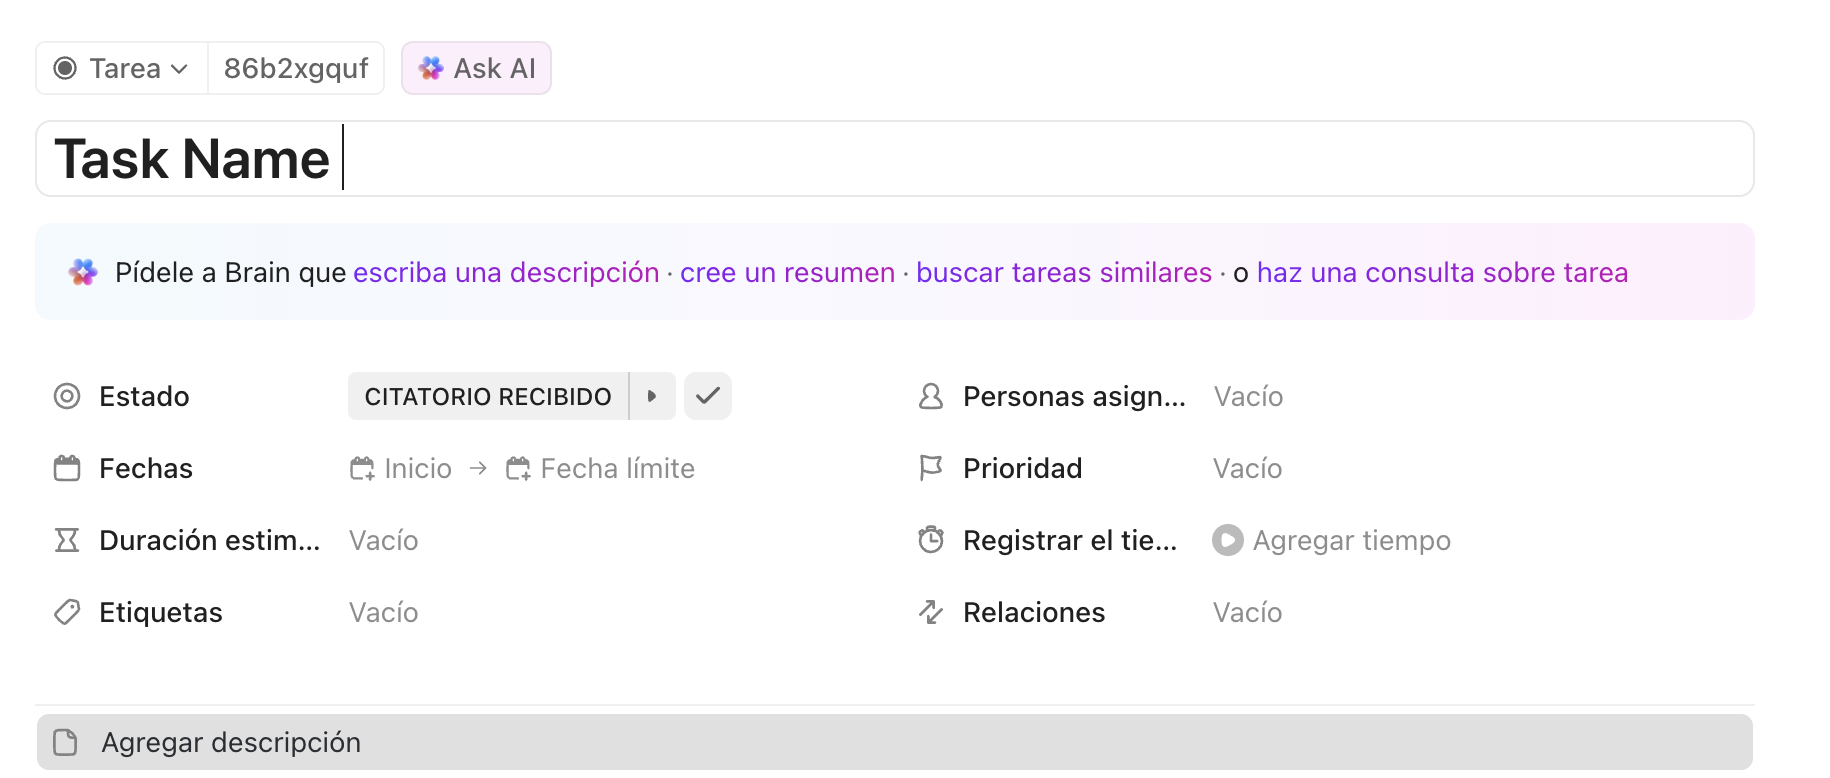 Tarea 86b2xgquf Ask AI
Task Name
Pídele a Brain que escriba una descripción · cree un resumen · buscar tareas similares · o haz una consulta sobre tarea
Estado CITATORIO RECIBIDO Personas asign... Vacío
Fechas Inicio → Fecha límite Prioridad Vacío
Duración estim... Vacío Registrar el tie... Agregar tiempo
Etiquetas Vacío Relaciones Vacío
Agregar descripción